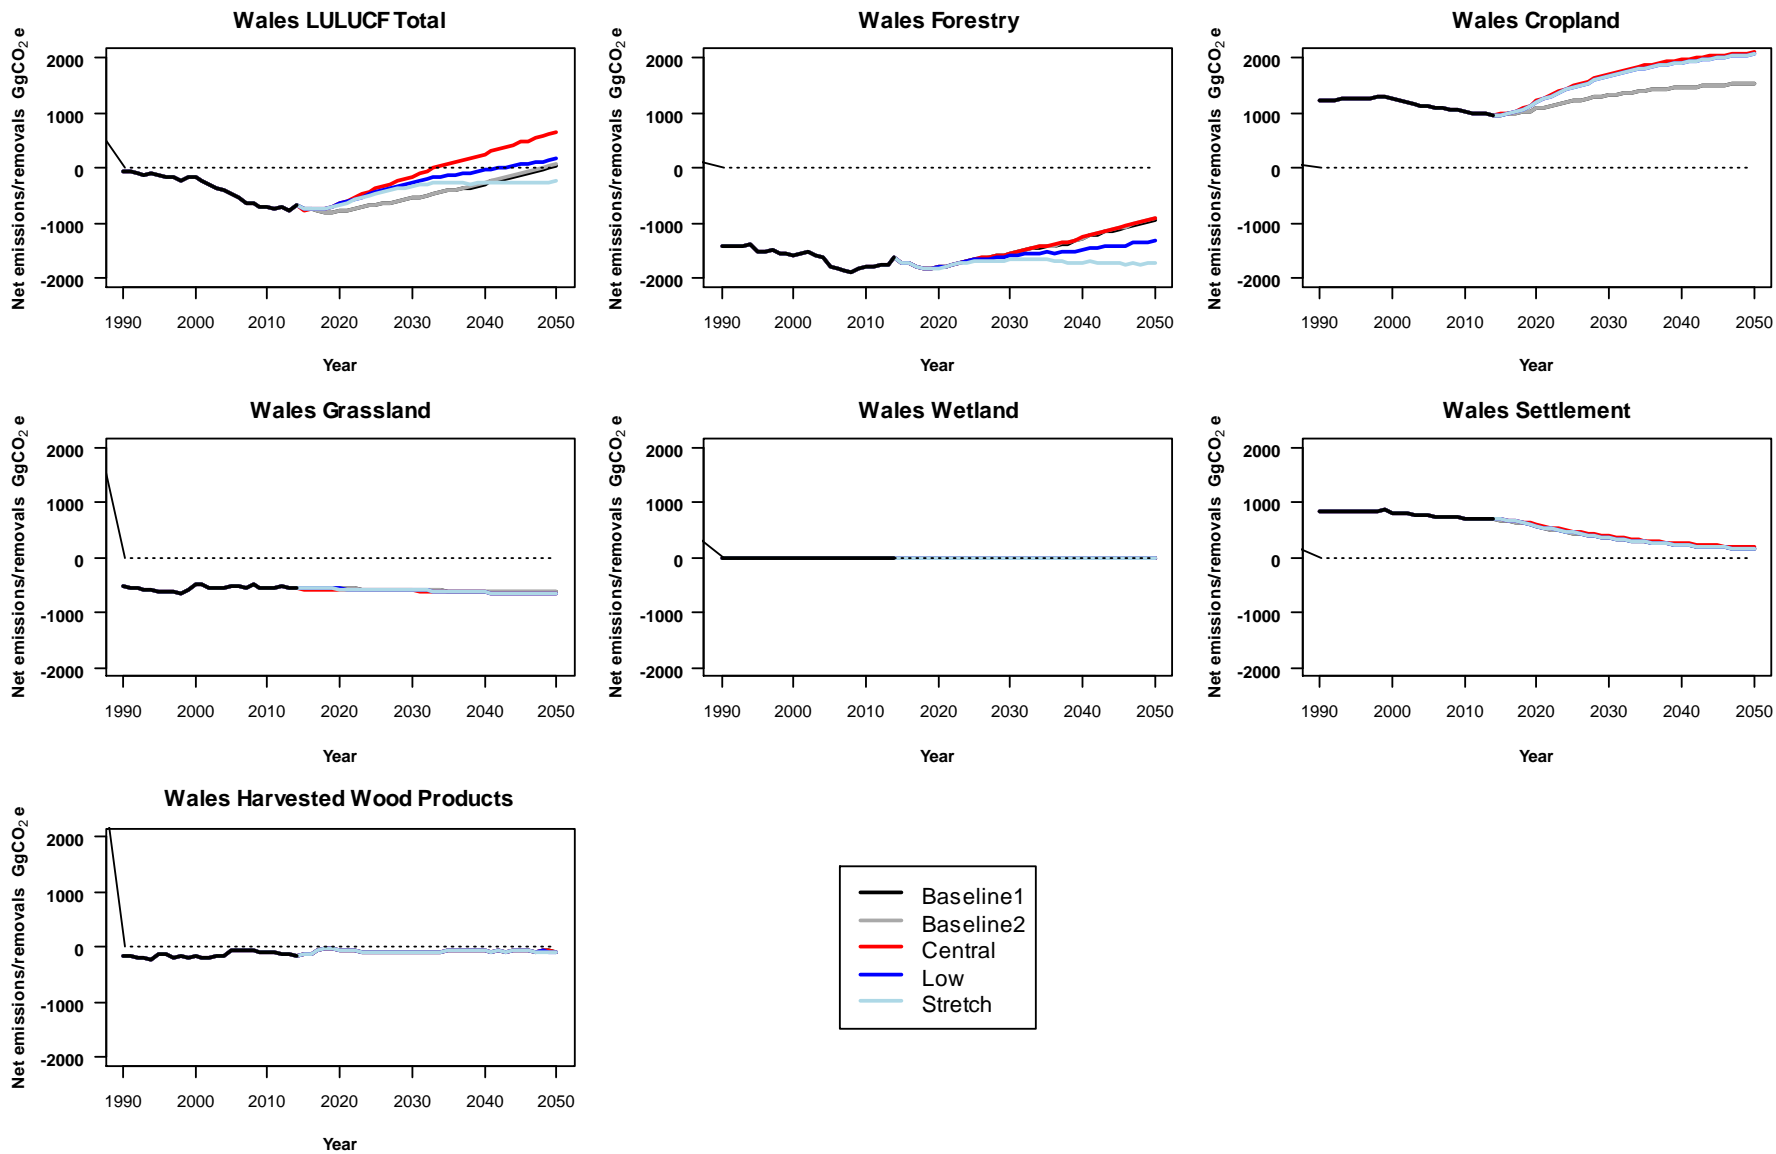 Wales LULUCF Total
Net emissions/removals GgCO₂ e
2000
1000
0
-1000
-2000
1990 2000 2010 2020 2030 2040 2050
Year
Wales Forestry
Net emissions/removals GgCO₂ e
2000
1000
0
-1000
-2000
1990 2000 2010 2020 2030 2040 2050
Year
Wales Cropland
Net emissions/removals GgCO₂ e
2000
1000
0
-1000
-2000
1990 2000 2010 2020 2030 2040 2050
Year
Wales Grassland
Net emissions/removals GgCO₂ e
2000
1000
0
-1000
-2000
1990 2000 2010 2020 2030 2040 2050
Year
Wales Wetland
Net emissions/removals GgCO₂ e
2000
1000
0
-1000
-2000
1990 2000 2010 2020 2030 2040 2050
Year
Wales Settlement
Net emissions/removals GgCO₂ e
2000
1000
0
-1000
-2000
1990 2000 2010 2020 2030 2040 2050
Year
Wales Harvested Wood Products
Net emissions/removals GgCO₂ e
2000
1000
0
-1000
-2000
1990 2000 2010 2020 2030 2040 2050
Year
Baseline1
Baseline2
Central
Low
Stretch